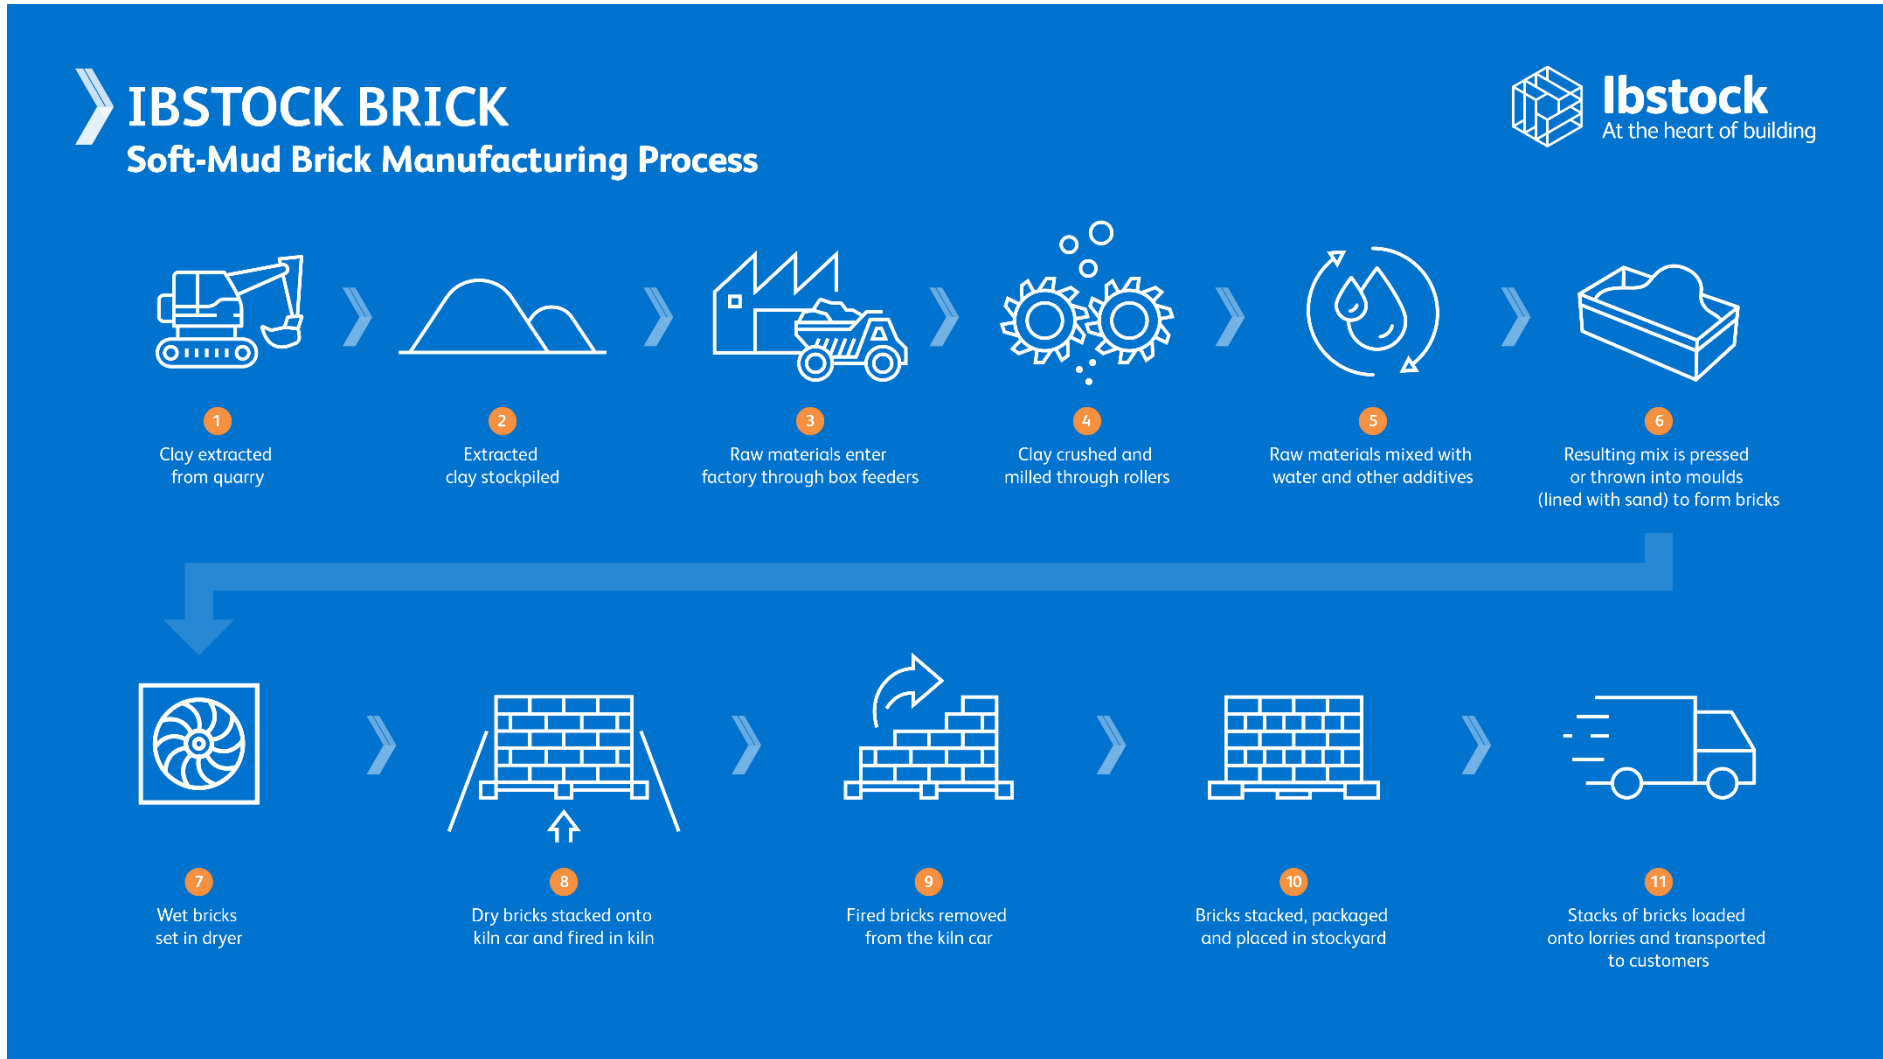 IBSTOCK BRICK
Soft-Mud Brick Manufacturing Process
Ibstock
At the heart of building
1
Clay extracted
from quarry
2
Extracted
clay stockpiled
3
Raw materials enter
factory through box feeders
4
Clay crushed and
milled through rollers
5
Raw materials mixed with
water and other additives
6
Resulting mix is pressed
or thrown into moulds
(lined with sand) to form bricks
7
Wet bricks
set in dryer
8
Dry bricks stacked onto
kiln car and fired in kiln
9
Fired bricks removed
from the kiln car
10
Bricks stacked, packaged
and placed in stockyard
11
Stacks of bricks loaded
onto lorries and transported
to customers